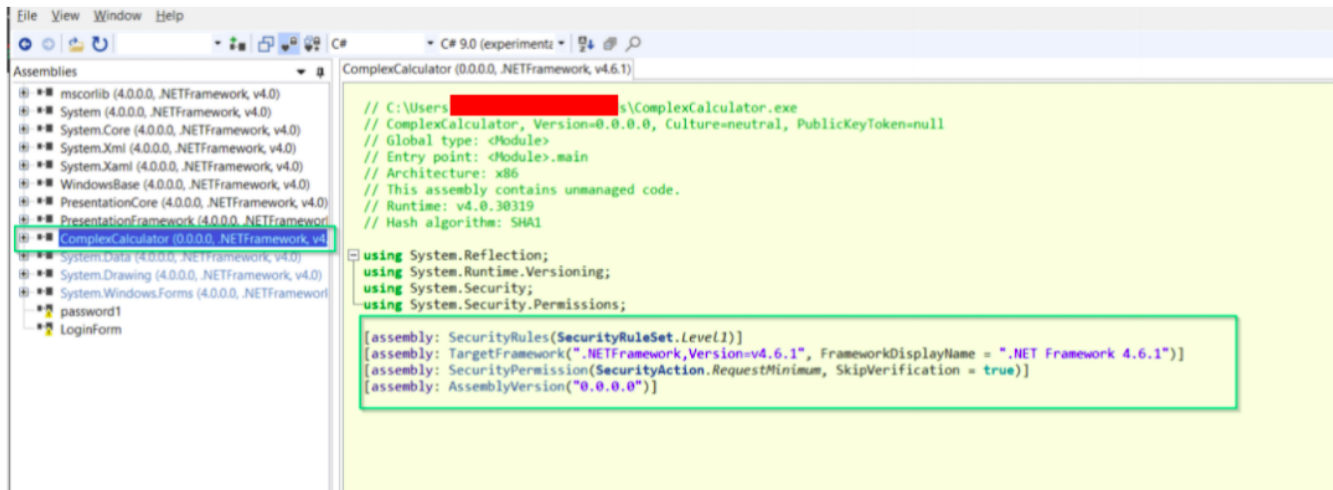 File View Window Help
C# C# 9.0 (experimenta
Assemblies
mscorlib (4.0.0.0, .NETFramework, v4.0)
System (4.0.0.0, .NETFramework, v4.0)
System.Core (4.0.0.0, .NETFramework, v4.0)
System.Xml (4.0.0.0, .NETFramework, v4.0)
System.Xaml (4.0.0.0, .NETFramework, v4.0)
WindowsBase (4.0.0.0, .NETFramework, v4.0)
PresentationCore (4.0.0.0, .NETFramework, v4.0)
PresentationFramework (4.0.0.0, .NETFramework
ComplexCalculator (0.0.0.0, .NETFramework, v4.
System.Data (4.0.0.0, .NETFramework, v4.0)
System.Drawing (4.0.0.0, .NETFramework, v4.0)
System.Windows.Forms (4.0.0.0, .NETFramework
password1
LoginForm
ComplexCalculator (0.0.0.0, .NETFramework, v4.6.1)
// C:\Users s\ComplexCalculator.exe
// ComplexCalculator, Version=0.0.0.0, Culture=neutral, PublicKeyToken=null
// Global type: <Module>
// Entry point: <Module>.main
// Architecture: x86
// This assembly contains unmanaged code.
// Runtime: v4.0.30319
// Hash algorithm: SHA1
using System.Reflection;
using System.Runtime.Versioning;
using System.Security;
using System.Security.Permissions;
[assembly: SecurityRules(SecurityRuleSet.Level1)]
[assembly: TargetFramework(".NETFramework,Version=v4.6.1", FrameworkDisplayName = ".NET Framework 4.6.1")]
[assembly: SecurityPermission(SecurityAction.RequestMinimum, SkipVerification = true)]
[assembly: AssemblyVersion("0.0.0.0")]